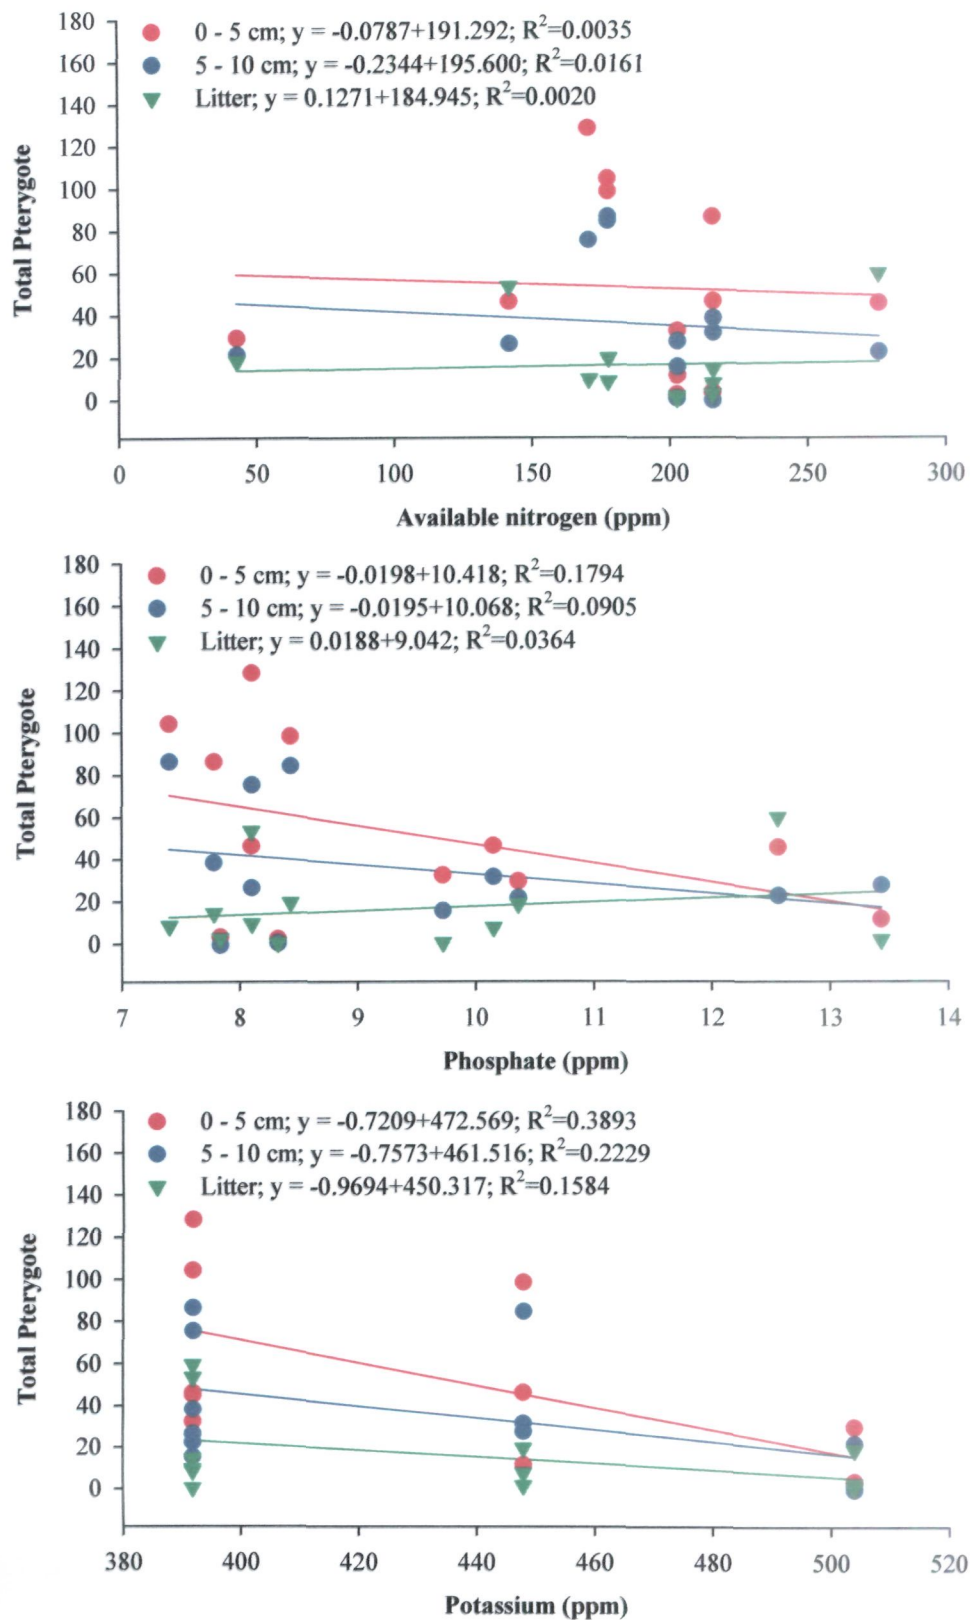 180
160
140
120
100
80
60
40
20
0
Total Pterygote
0 - 5 cm; y = -0.0787+191.292; R²=0.0035
5 - 10 cm; y = -0.2344+195.600; R²=0.0161
Litter; y = 0.1271+184.945; R²=0.0020
0 50 100 150 200 250 300
Available nitrogen (ppm)
180
160
140
120
100
80
60
40
20
0
Total Pterygote
0 - 5 cm; y = -0.0198+10.418; R²=0.1794
5 - 10 cm; y = -0.0195+10.068; R²=0.0905
Litter; y = 0.0188+9.042; R²=0.0364
7 8 9 10 11 12 13 14
Phosphate (ppm)
180
160
140
120
100
80
60
40
20
0
Total Pterygote
0 - 5 cm; y = -0.7209+472.569; R²=0.3893
5 - 10 cm; y = -0.7573+461.516; R²=0.2229
Litter; y = -0.9694+450.317; R²=0.1584
380 400 420 440 460 480 500 520
Potassium (ppm)